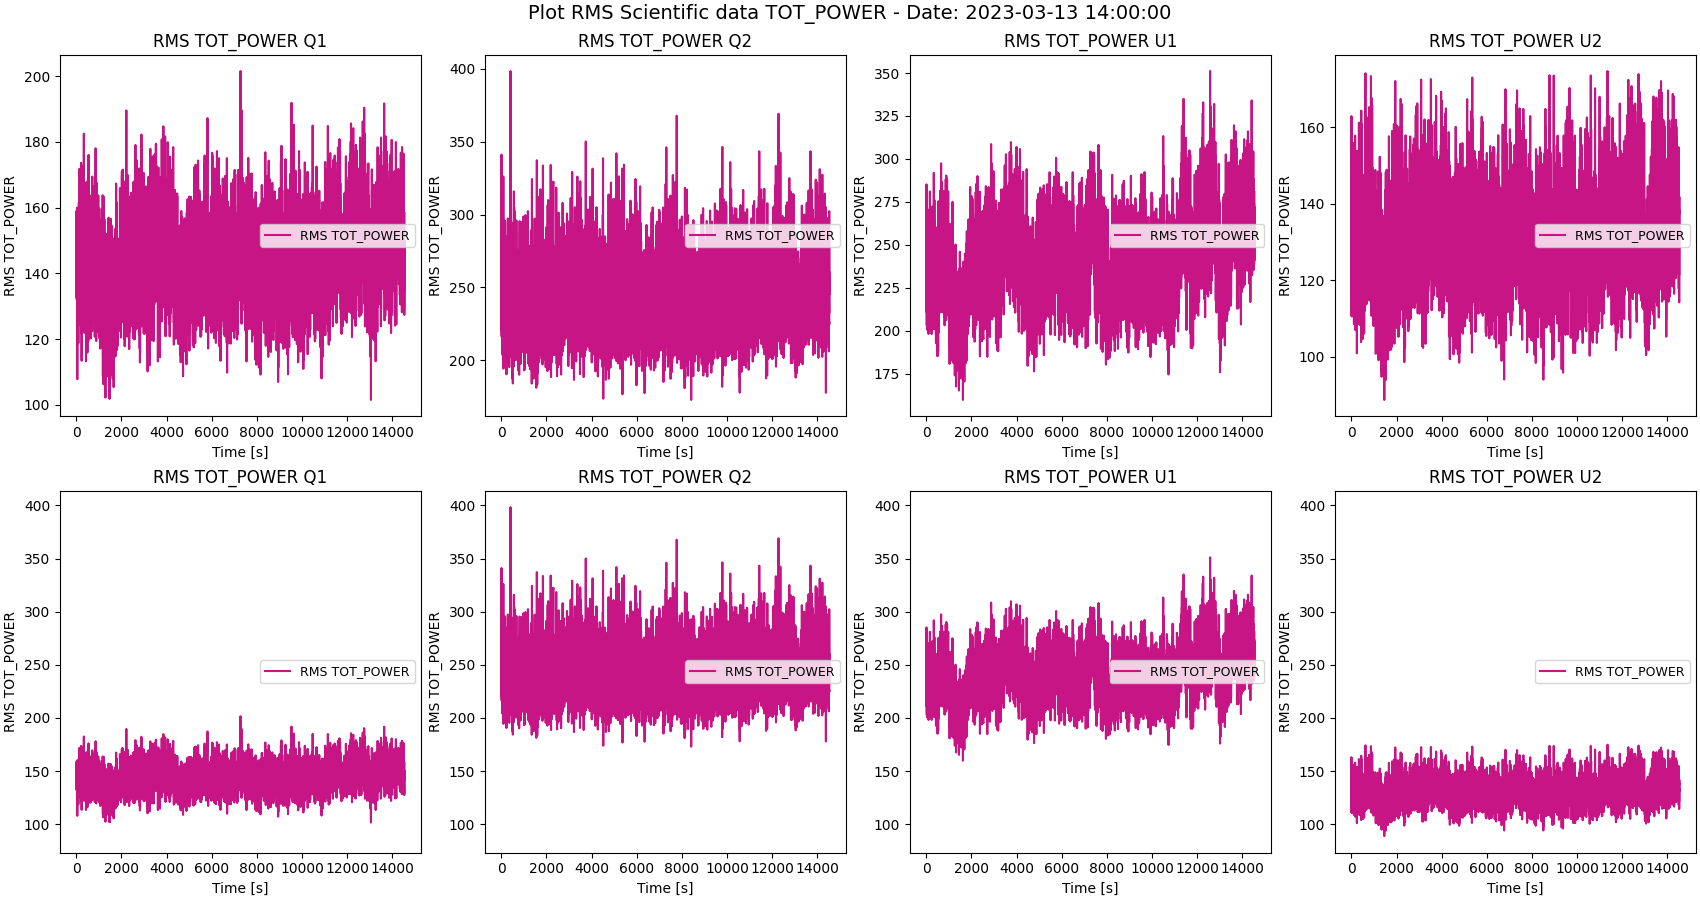 Plot RMS Scientific data TOT_POWER - Date: 2023-03-13 14:00:00
RMS TOT_POWER Q1
RMS TOT_POWER
200
180
160
140
120
100
RMS TOT_POWER
0 2000 4000 6000 8000 10000 12000 14000
Time [s]
RMS TOT_POWER Q2
RMS TOT_POWER
400
350
300
250
200
RMS TOT_POWER
0 2000 4000 6000 8000 10000 12000 14000
Time [s]
RMS TOT_POWER U1
RMS TOT_POWER
350
325
300
275
250
225
200
175
RMS TOT_POWER
0 2000 4000 6000 8000 10000 12000 14000
Time [s]
RMS TOT_POWER U2
RMS TOT_POWER
160
140
120
100
RMS TOT_POWER
0 2000 4000 6000 8000 10000 12000 14000
Time [s]
RMS TOT_POWER Q1
RMS TOT_POWER
400
350
300
250
200
150
100
RMS TOT_POWER
0 2000 4000 6000 8000 10000 12000 14000
Time [s]
RMS TOT_POWER Q2
RMS TOT_POWER
400
350
300
250
200
150
100
RMS TOT_POWER
0 2000 4000 6000 8000 10000 12000 14000
Time [s]
RMS TOT_POWER U1
RMS TOT_POWER
400
350
300
250
200
150
100
RMS TOT_POWER
0 2000 4000 6000 8000 10000 12000 14000
Time [s]
RMS TOT_POWER U2
RMS TOT_POWER
400
350
300
250
200
150
100
RMS TOT_POWER
0 2000 4000 6000 8000 10000 12000 14000
Time [s]